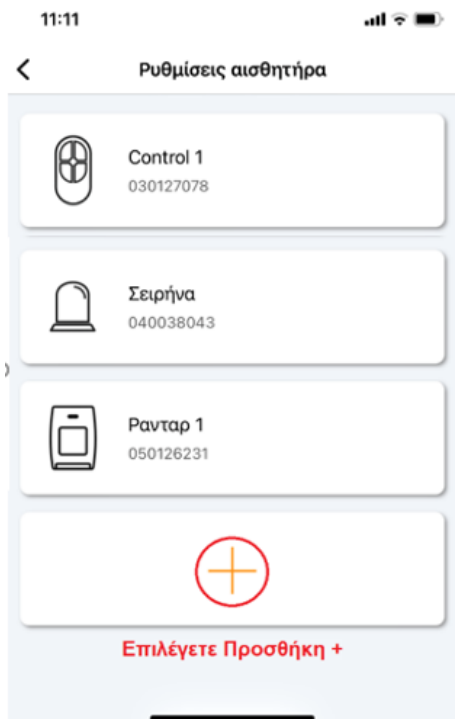 11:11
Ρυθμίσεις αισθητήρα
Control 1
030127078
Σειρήνα
040038043
Ρανταρ 1
050126231
Επιλέγετε Προσθήκη +